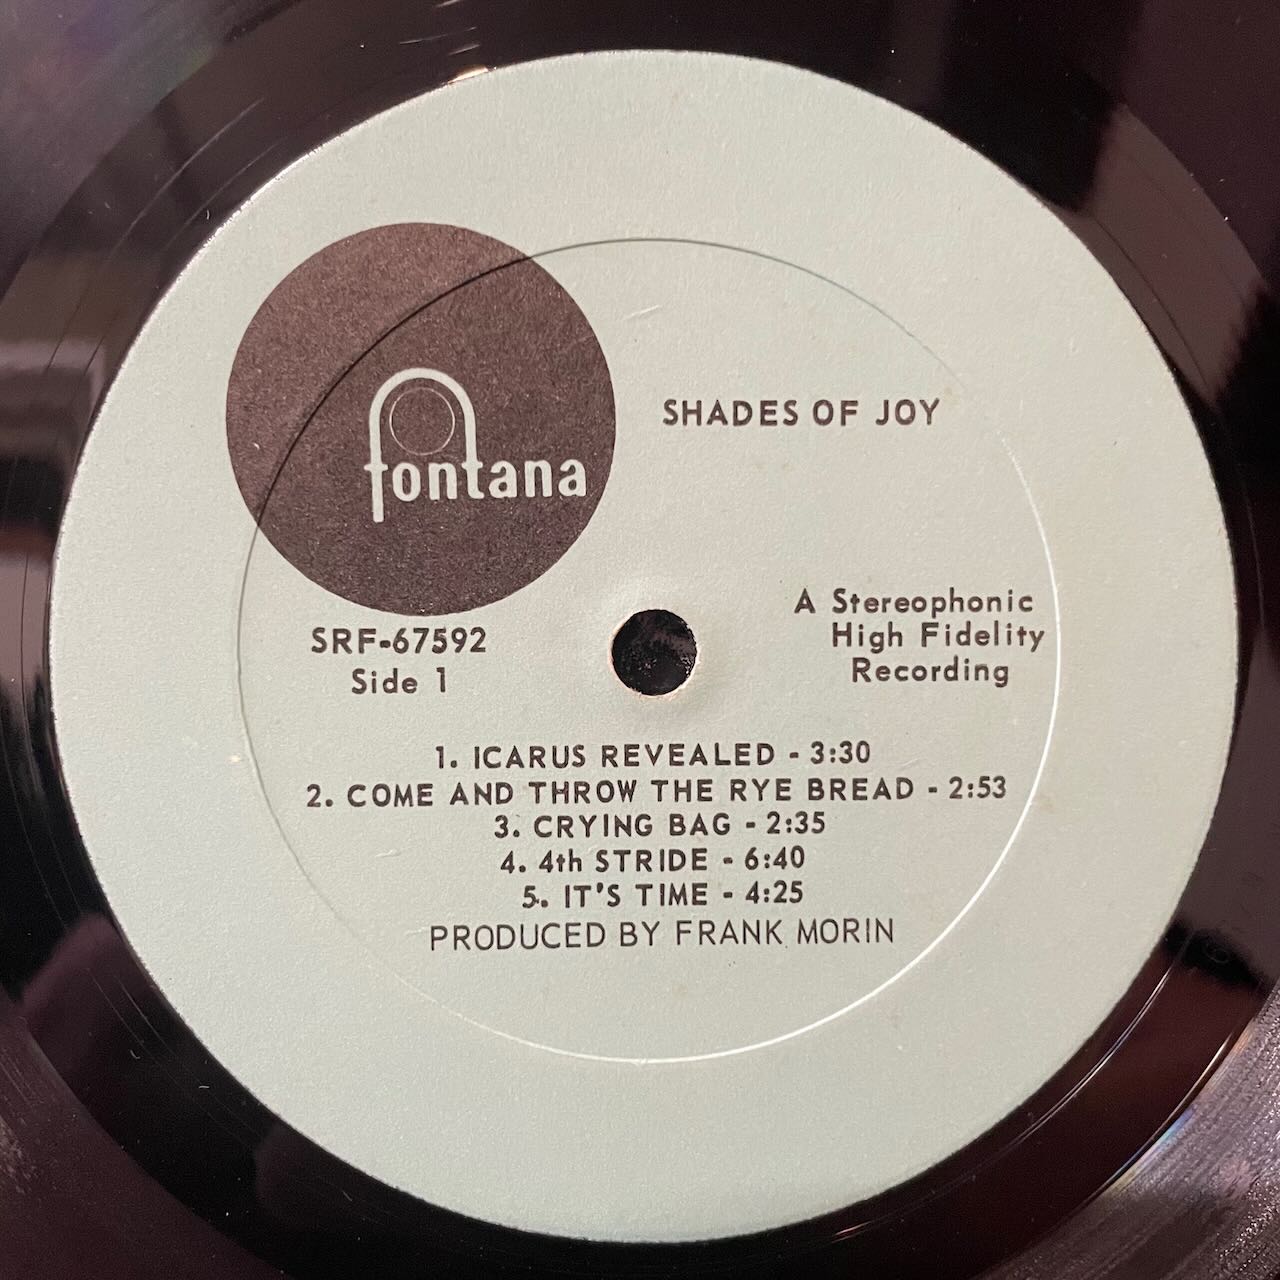 fontana
SHADES OF JOY
A Stereophonic
High Fidelity
Recording
SRF-67592
Side 1
1. ICARUS REVEALED - 3:30
2. COME AND THROW THE RYE BREAD - 2:53
3. CRYING BAG - 2:35
4. 4th STRIDE - 6:40
5. IT'S TIME - 4:25
PRODUCED BY FRANK MORIN